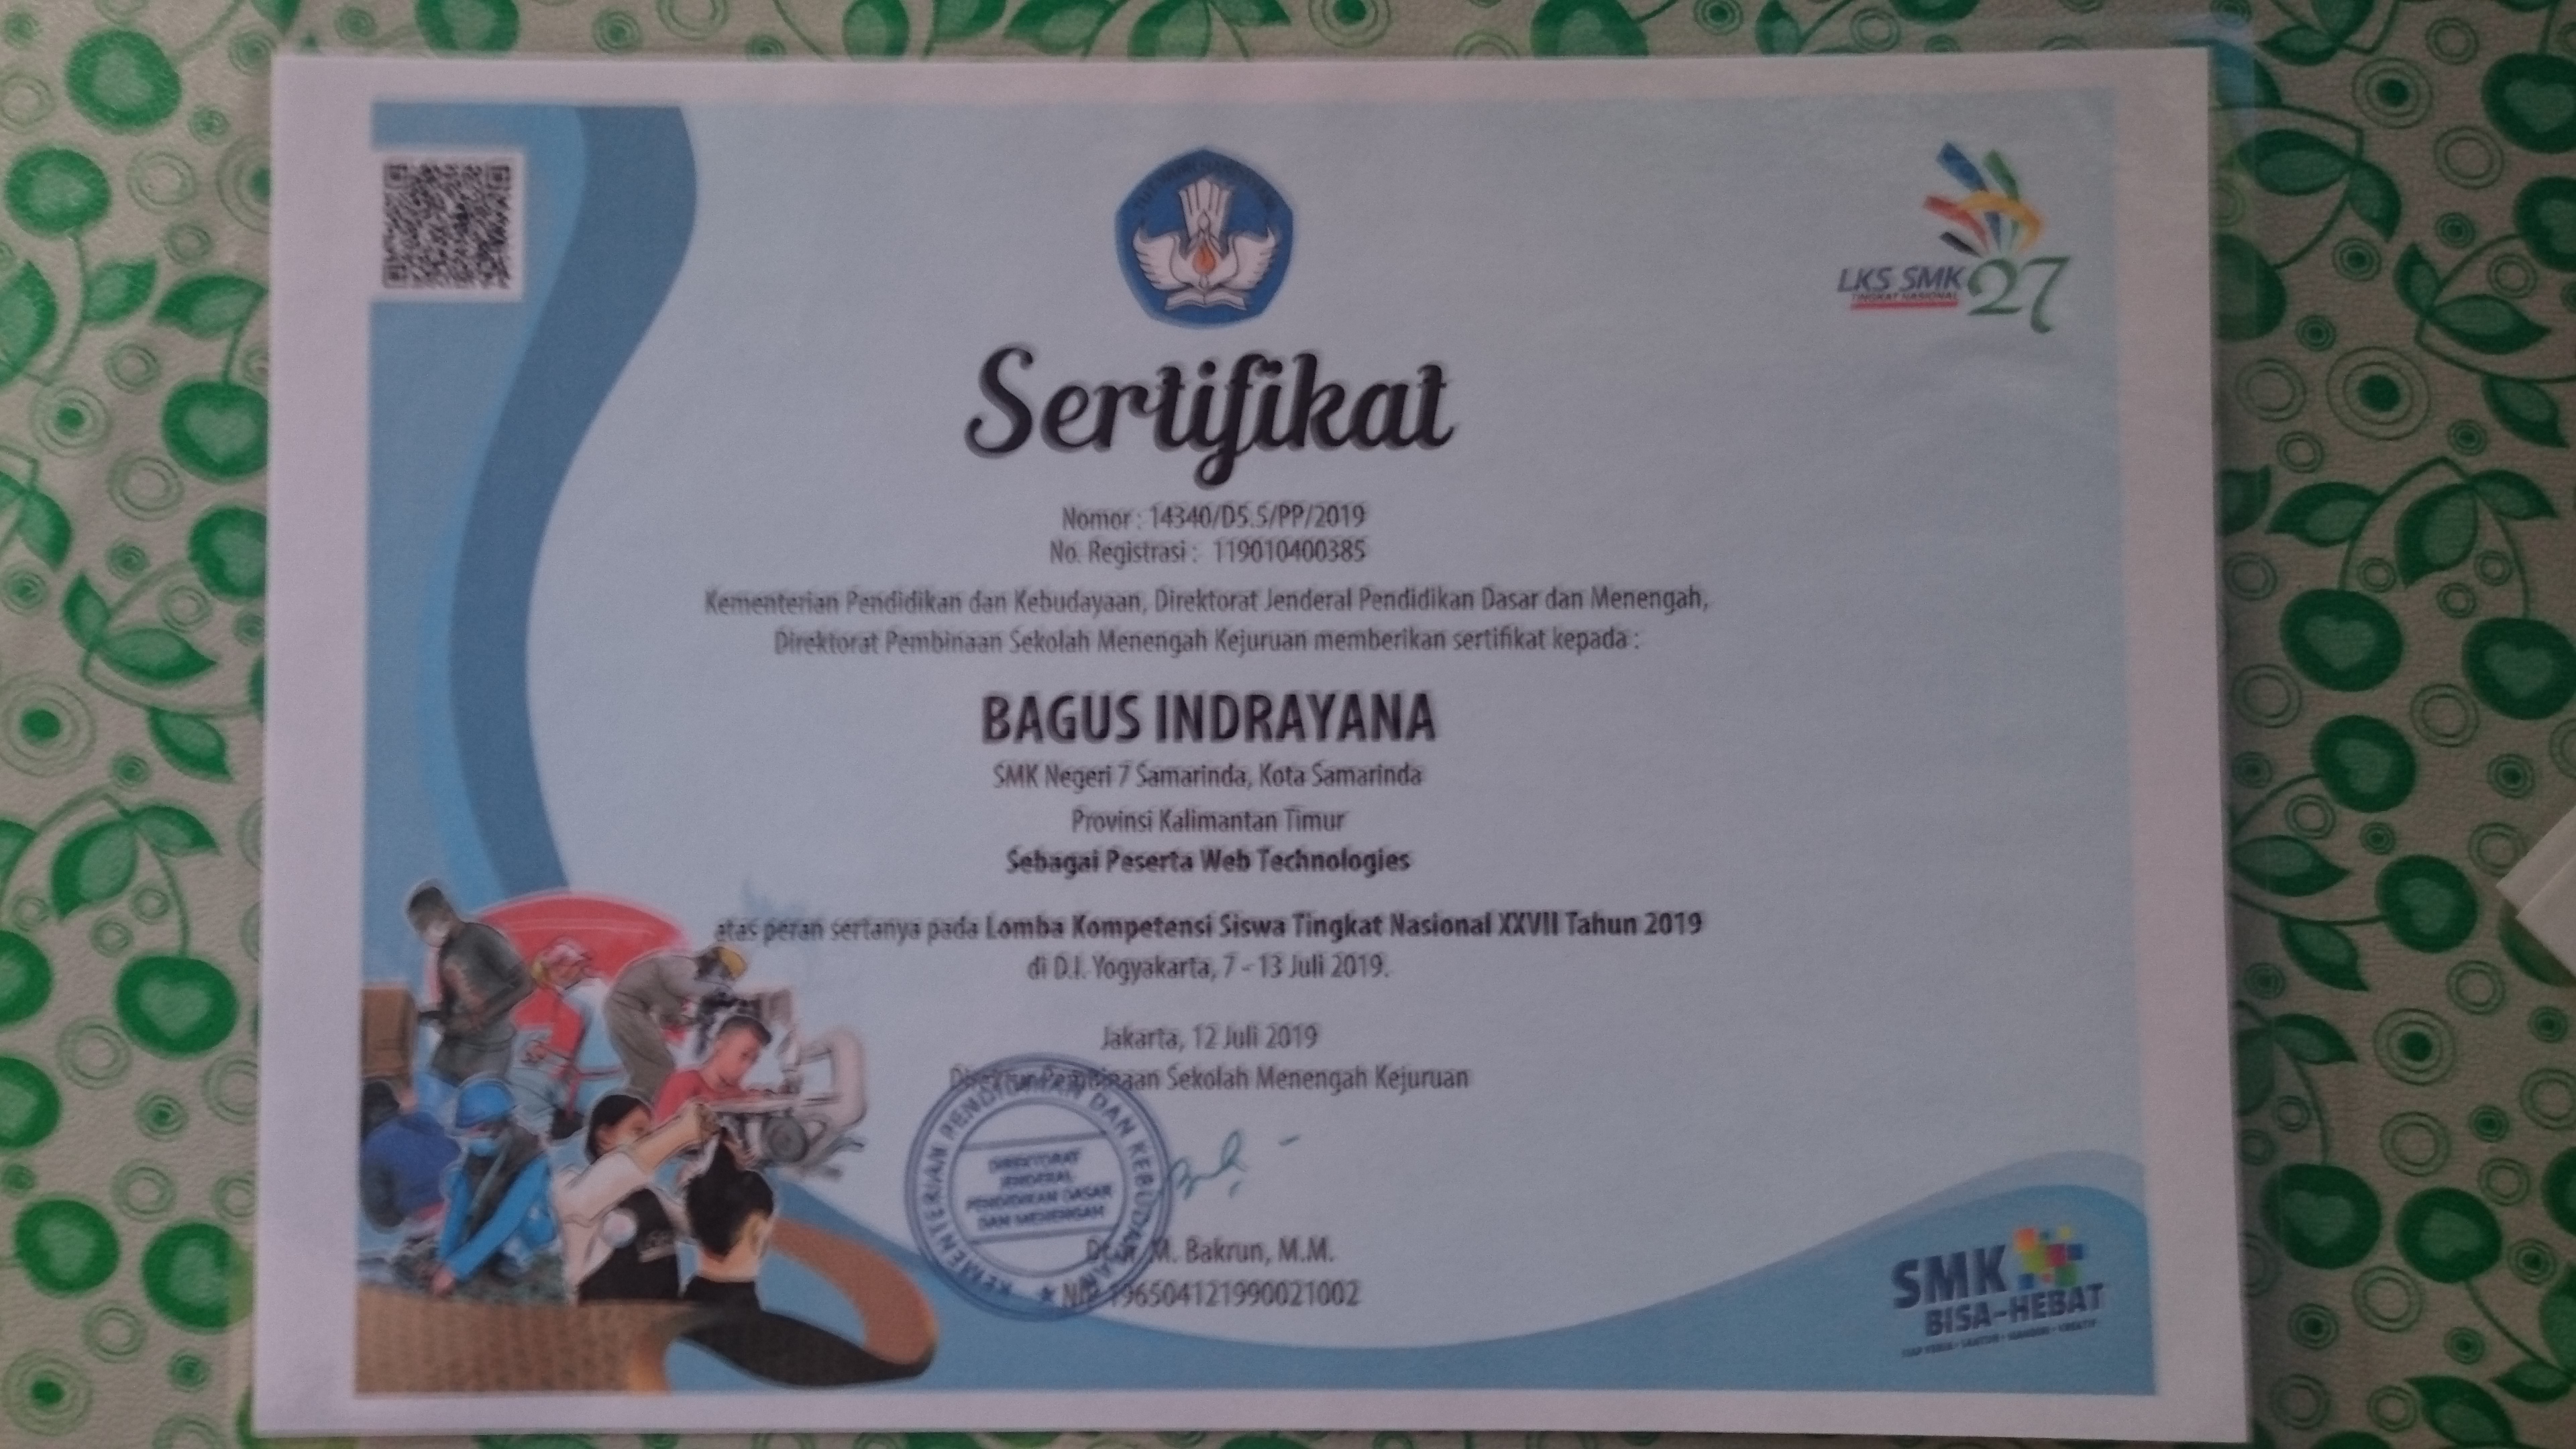 LKS SMK 27
TINGKAT NASIONAL
Sertifikat
Nomor : 14340/D5.5/PP/2019
No. Registrasi : 119010400385
Kementerian Pendidikan dan Kebudayaan, Direktorat Jenderal Pendidikan Dasar dan Menengah,
Direktorat Pembinaan Sekolah Menengah Kejuruan memberikan sertifikat kepada :
BAGUS INDRAYANA
SMK Negeri 7 Samarinda, Kota Samarinda
Provinsi Kalimantan Timur
Sebagai Peserta Web Technologies
atas peran sertanya pada Lomba Kompetensi Siswa Tingkat Nasional XXVII Tahun 2019
di D.I. Yogyakarta, 7 - 13 Juli 2019.
Jakarta, 12 Juli 2019
Direktur Pembinaan Sekolah Menengah Kejuruan
KEMENTERIAN PENDIDIKAN DAN KEBUDAYAAN
DIREKTORAT
JENDERAL
PENDIDIKAN DASAR
DAN MENENGAH
M. Bakrun, M.M.
NIP 196504121990021002
SMK
BISA-HEBAT